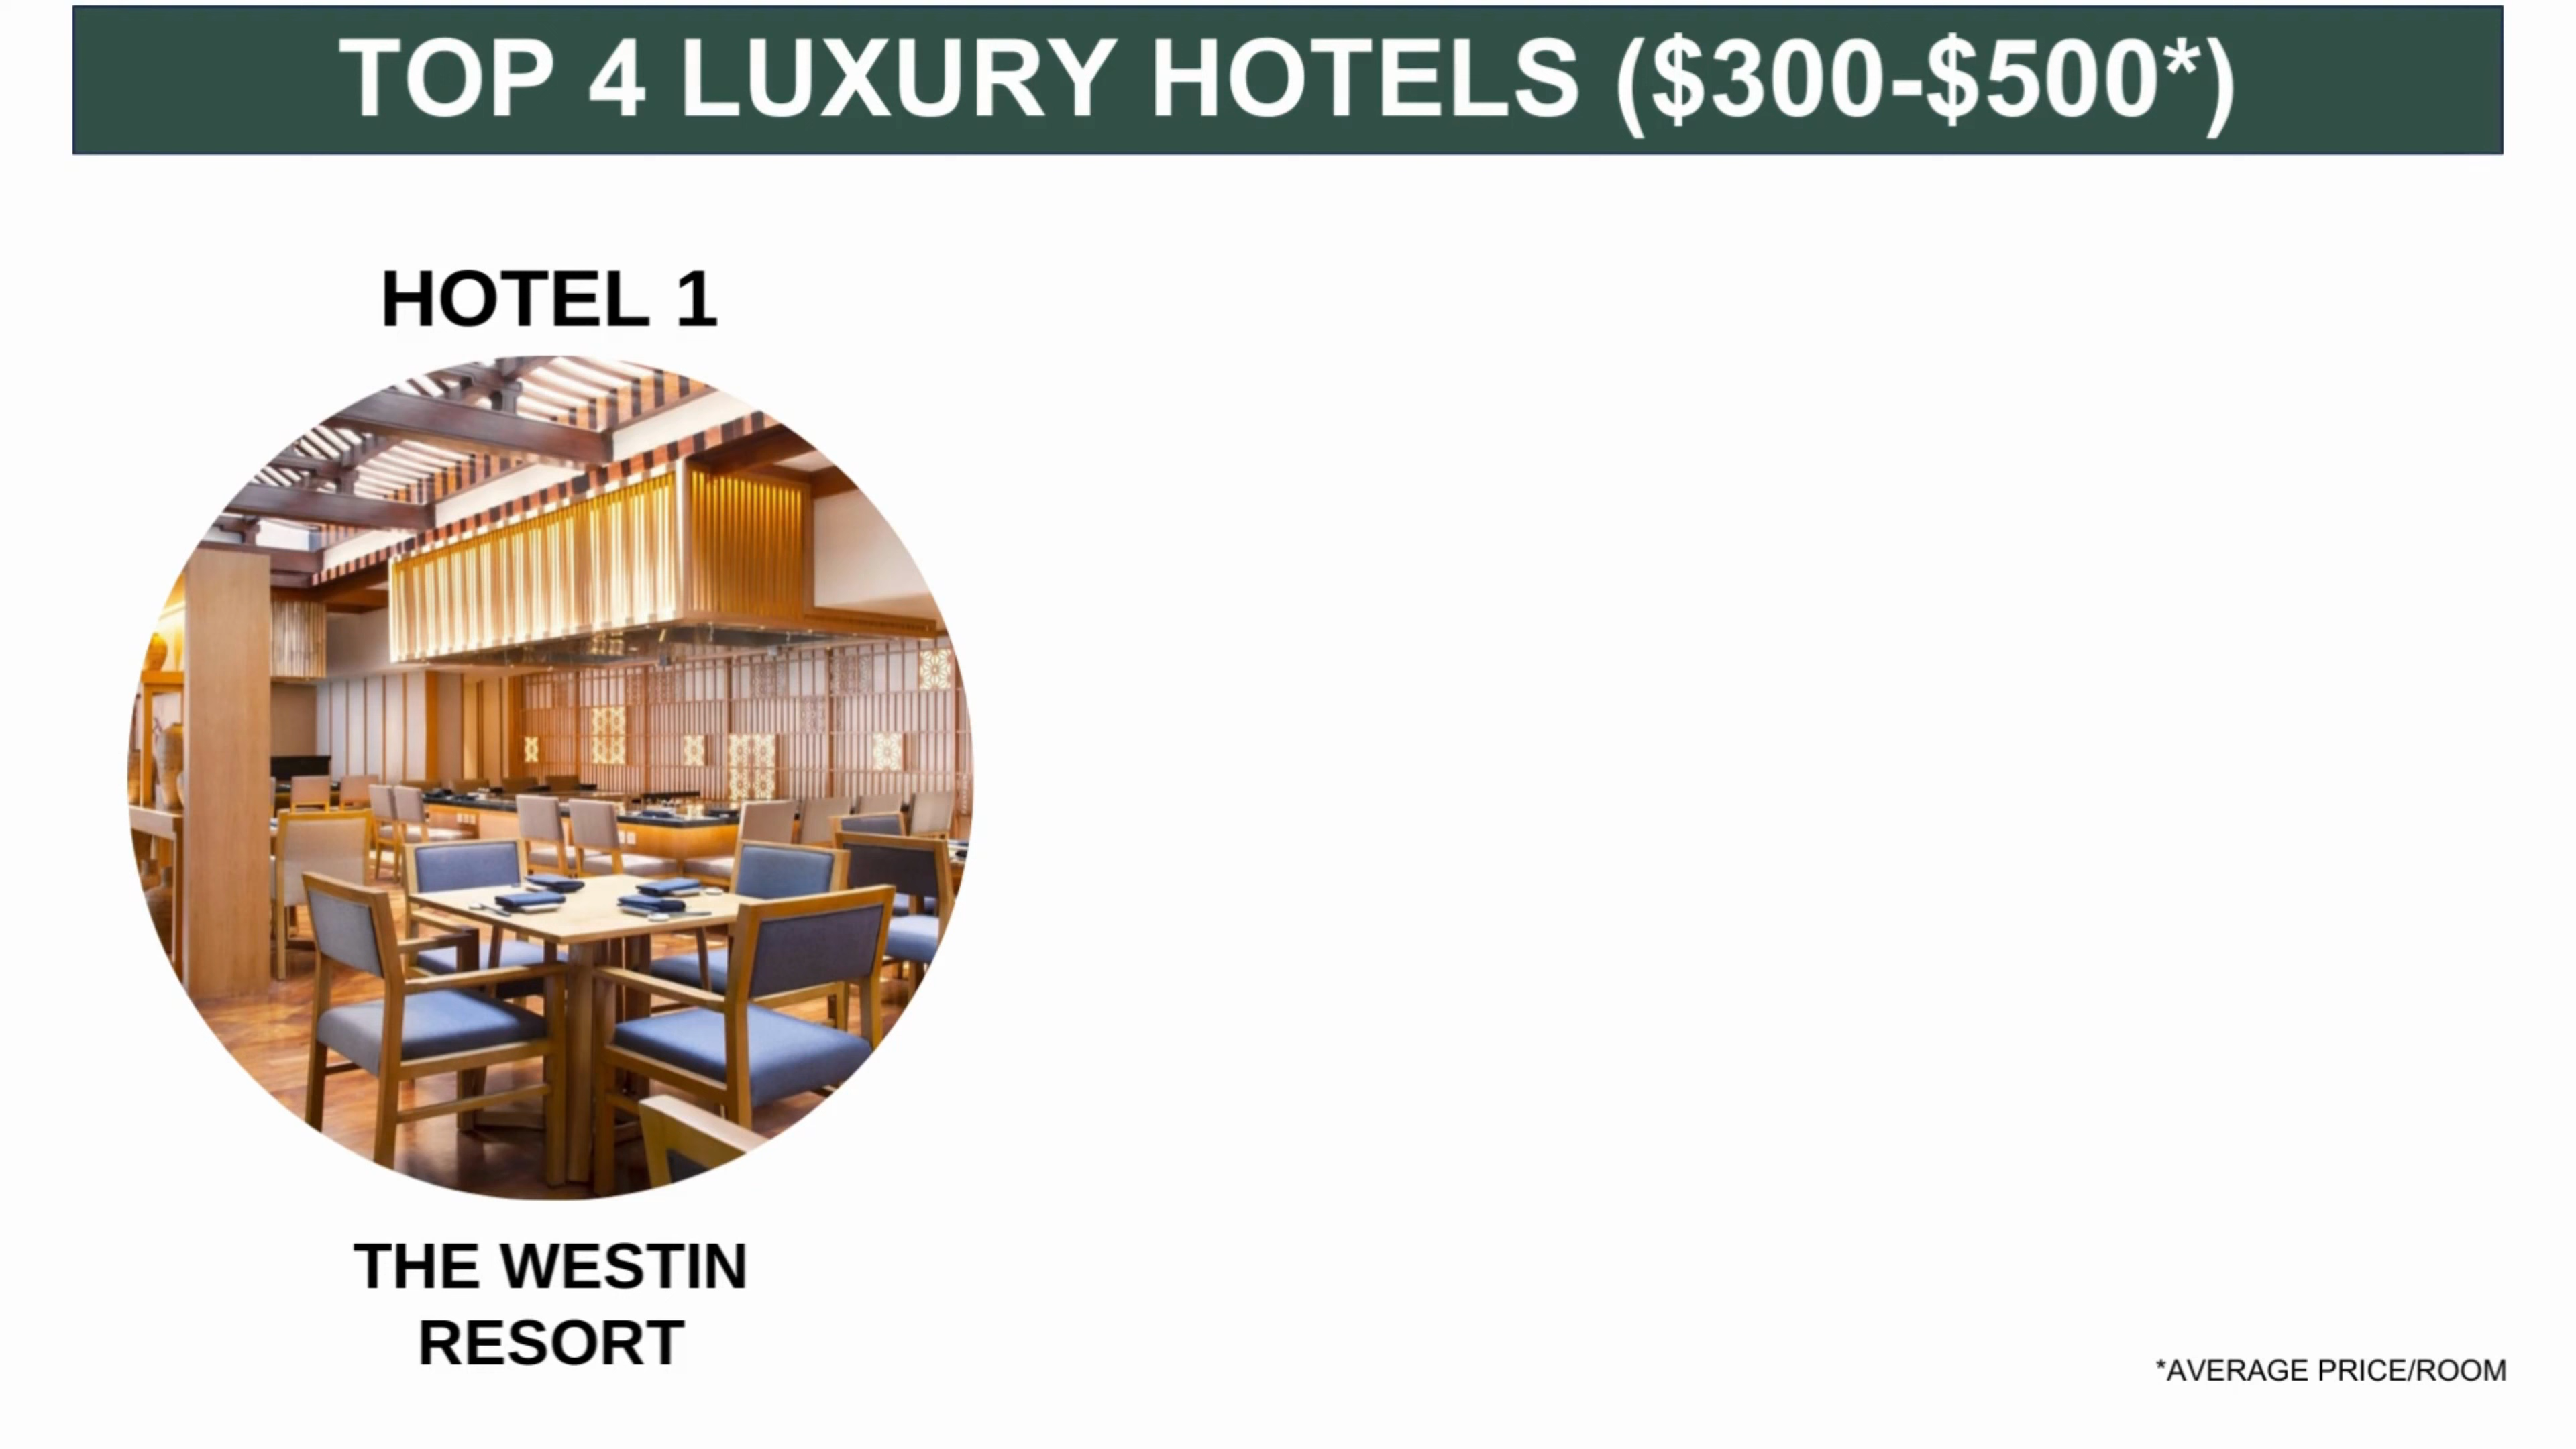 TOP 4 LUXURY HOTELS ($300-$500*)
HOTEL 1
THE WESTIN
RESORT
*AVERAGE PRICE/ROOM